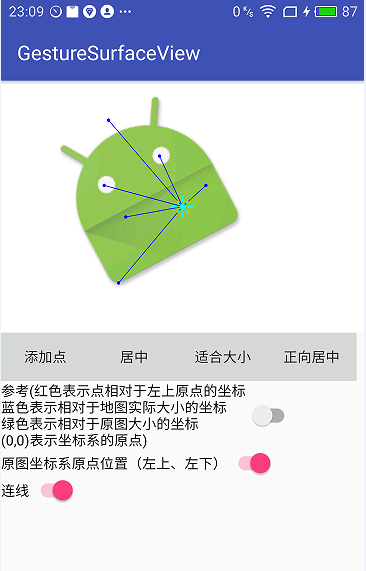 23:09 ... 0 K/s 87
GestureSurfaceView
添加点 居中 适合大小 正向居中
参考(红色表示点相对于左上原点的坐标
蓝色表示相对于地图实际大小的坐标
绿色表示相对于原图大小的坐标
(0,0)表示坐标系的原点)
原图坐标系原点位置（左上、左下）
连线